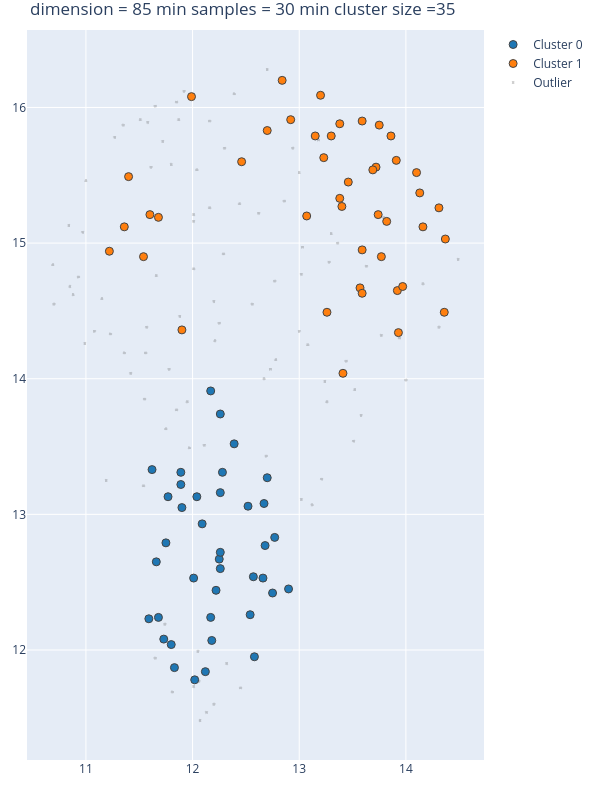 dimension = 85 min samples = 30 min cluster size =35
Cluster 0
Cluster 1
Outlier
16
15
14
13
12
11
12
13
14